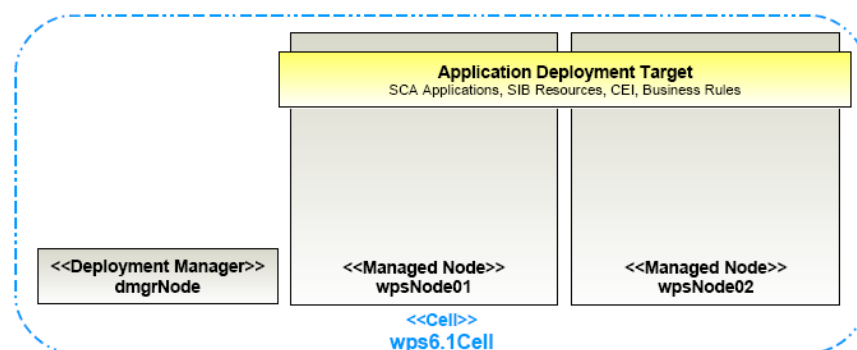 Application Deployment Target
SCA Applications, SIB Resources, CEI, Business Rules
<<Deployment Manager>>
dmgrNode
<<Managed Node>>
wpsNode01
<<Managed Node>>
wpsNode02
<<Cell>>
wps6.1Cell